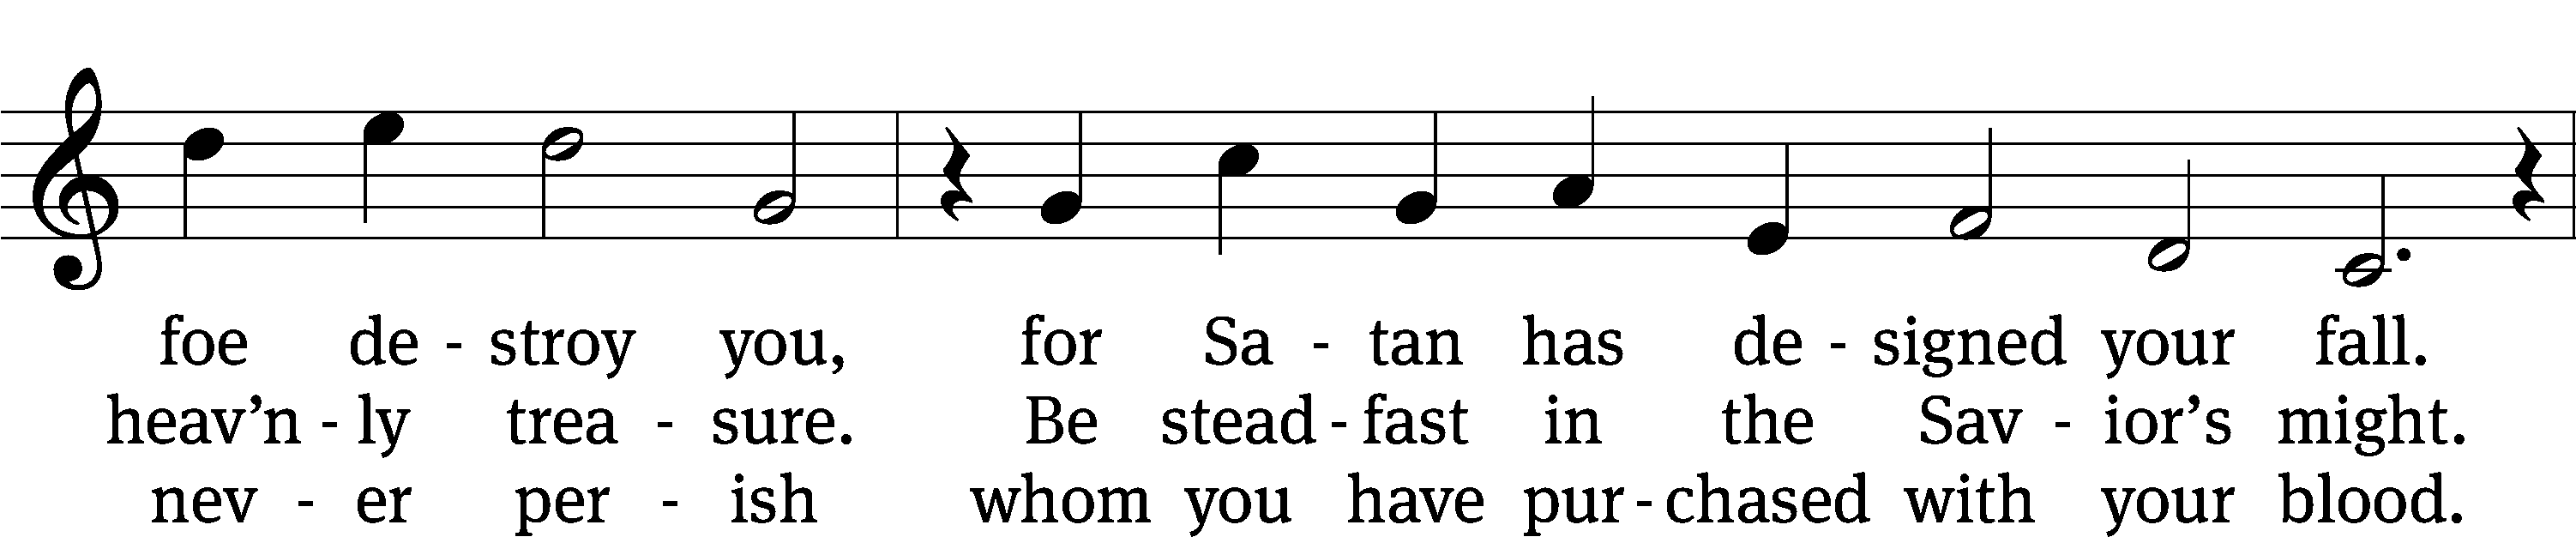 foe de - stroy you, for Sa - tan has de - signed your fall.
heav’n - ly trea - sure. Be stead - fast in the Sav - ior’s might.
nev - er per - ish whom you have pur - chased with your blood.